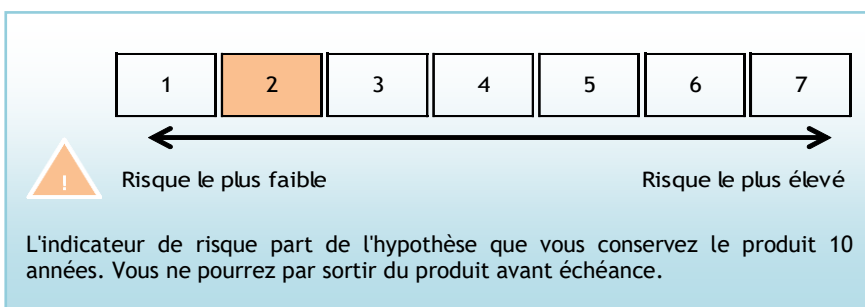 1 2 3 4 5 6 7
! Risque le plus faible Risque le plus élevé
L'indicateur de risque part de l'hypothèse que vous conservez le produit 10
années. Vous ne pourrez par sortir du produit avant échéance.